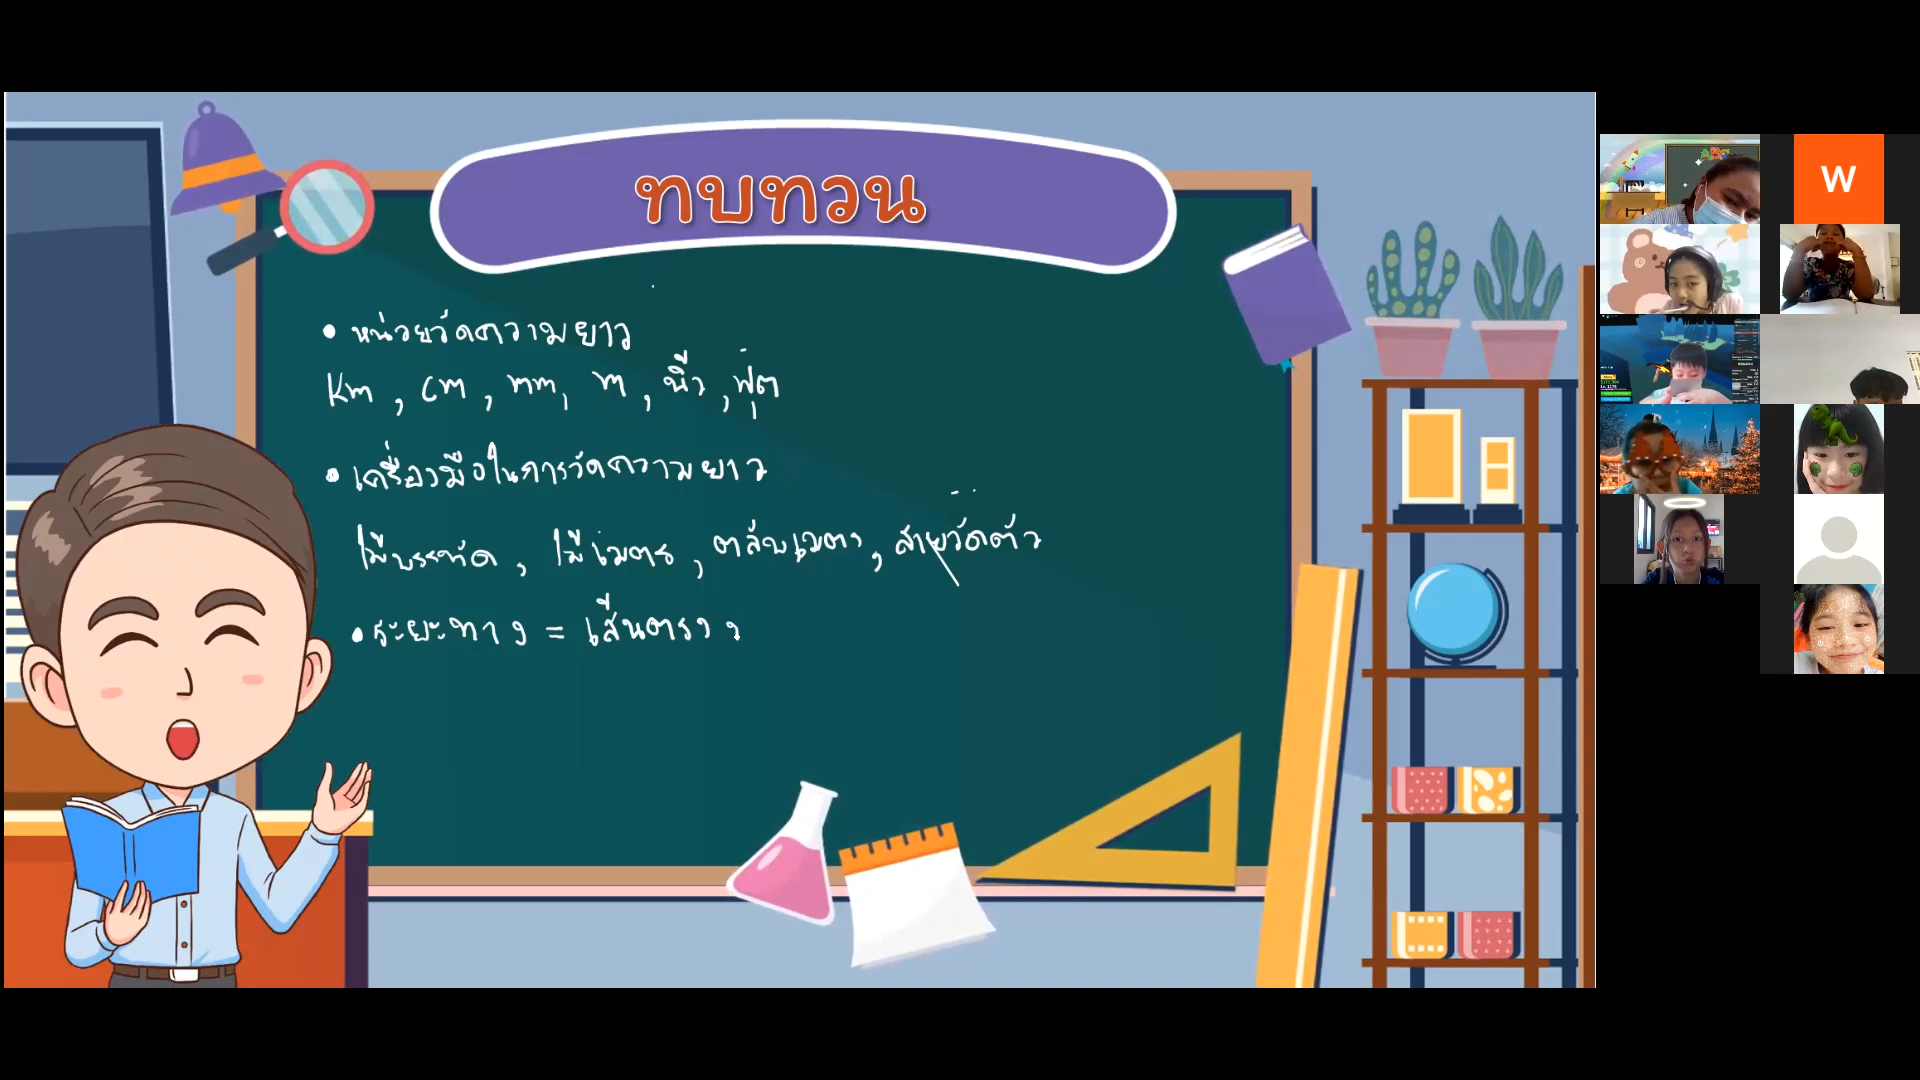 ทบทวน
• หน่วยวัดความยาว
Km , cm , mm, m , นิ้ว , ฟุต
• เครื่องมือในการวัดความยาว
ไม้บรรทัด , ไม้เมตร , ตลับเมตร , สายวัดตัว
• ระยะทาง = เส้นตรง
W